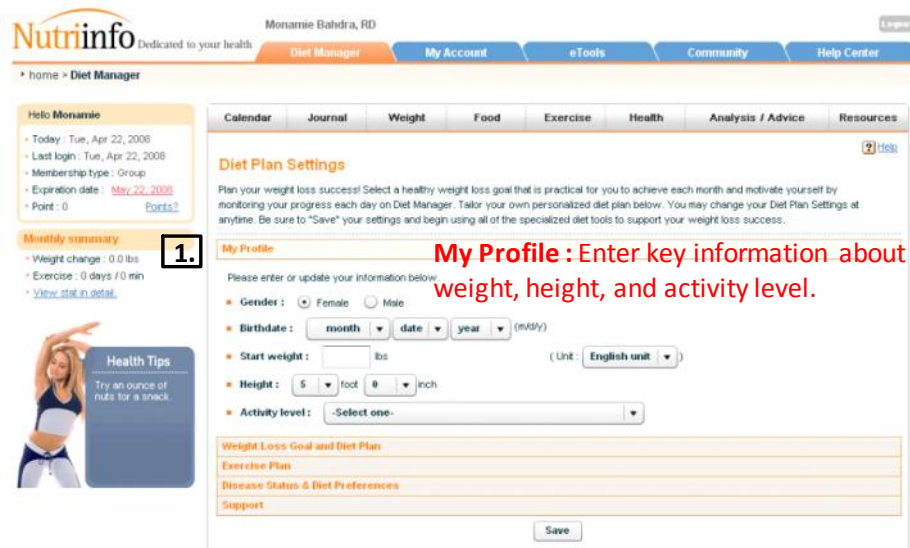 Monamie Bahdra, RD
Logout
Nutriinfo Dedicated to your health
Diet Manager My Account eTools Community Help Center
home > Diet Manager
Hello Monamie
Today : Tue, Apr 22, 2008
Last login : Tue, Apr 22, 2008
Membership type : Group
Expiration date : May 22, 2008
Point : 0 Points?
Monthly summary
Weight change : 0.0 lbs
Exercise : 0 days / 0 min
View stat in detail.
Health Tips
Try an ounce of
nuts for a snack.
Calendar Journal Weight Food Exercise Health Analysis / Advice Resources
? Help
Diet Plan Settings
Plan your weight loss success! Select a healthy weight loss goal that is practical for you to achieve each month and motivate yourself by
monitoring your progress each day on Diet Manager. Tailor your own personalized diet plan below. You may change your Diet Plan Settings at
anytime. Be sure to "Save" your settings and begin using all of the specialized diet tools to support your weight loss success.
1.
My Profile
My Profile : Enter key information about
weight, height, and activity level.
Please enter or update your information below.
Gender : Female Male
Birthdate : month date year (m/d/y)
Start weight : lbs ( Unit : English unit )
Height : 5 foot 0 inch
Activity level : -Select one-
Weight Loss Goal and Diet Plan
Exercise Plan
Disease Status & Diet Preferences
Support
Save